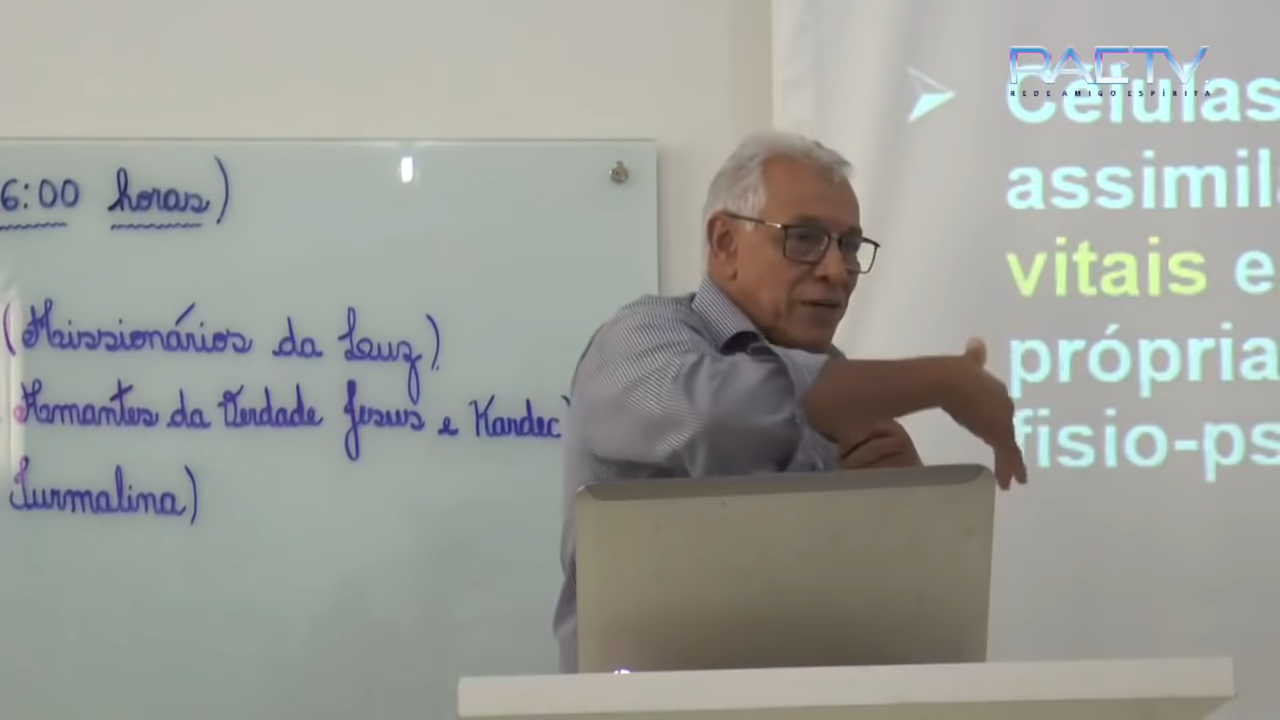 6:00 horas)
(Missionários da Luz)
Amantes da Verdade Jesus e Kardec
Turmalina)
RAETV
REDE AMIGO ESPÍRITA
Células
assimil
vitais e
própria
fisio-ps